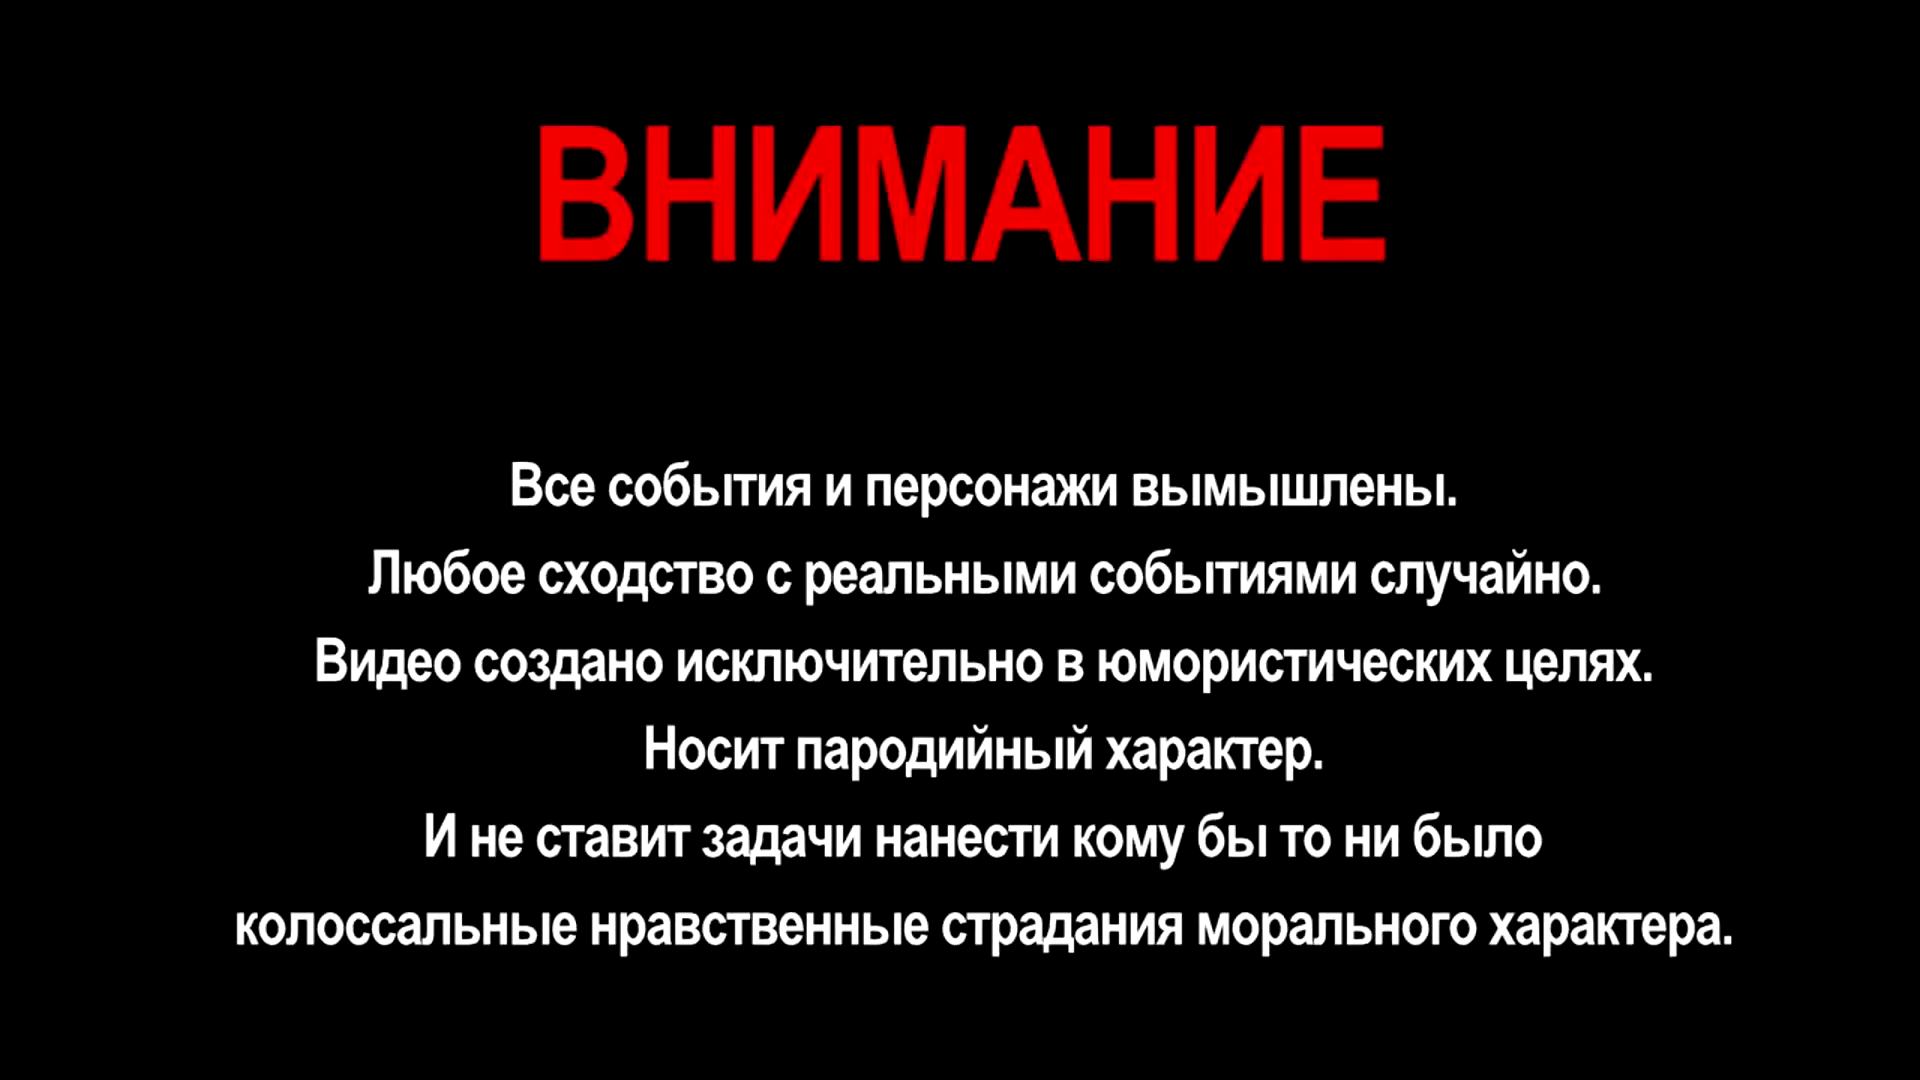 ВНИМАНИЕ
Все события и персонажи вымышлены.
Любое сходство с реальными событиями случайно.
Видео создано исключительно в юмористических целях.
Носит пародийный характер.
И не ставит задачи нанести кому бы то ни было
колоссальные нравственные страдания морального характера.